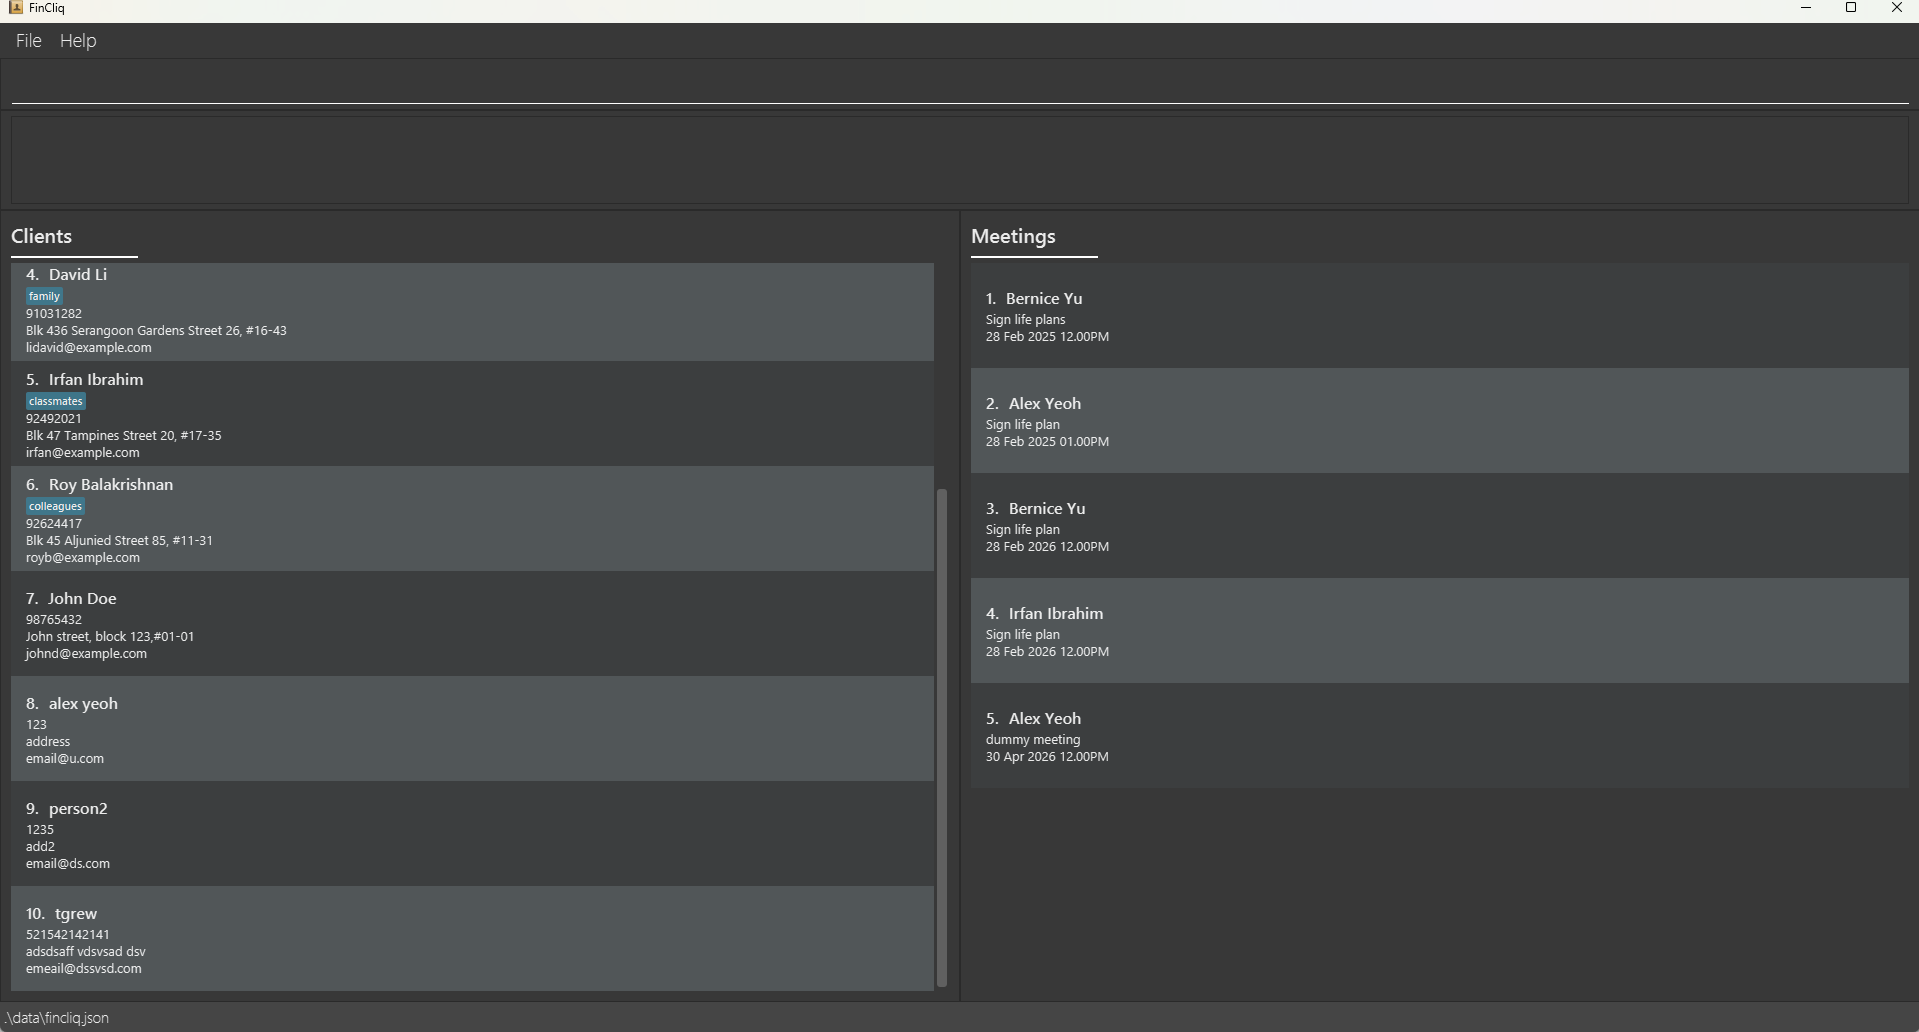 FinCliq
File Help
Clients
4. David Li
family
91031282
Blk 436 Serangoon Gardens Street 26, #16-43
lidavid@example.com
5. Irfan Ibrahim
classmates
92492021
Blk 47 Tampines Street 20, #17-35
irfan@example.com
6. Roy Balakrishnan
colleagues
92624417
Blk 45 Aljunied Street 85, #11-31
royb@example.com
7. John Doe
98765432
John street, block 123,#01-01
johnd@example.com
8. alex yeoh
123
address
email@u.com
9. person2
1235
add2
email@ds.com
10. tgrew
521542142141
adsdsaff vdsvsad dsv
emeail@dssvsd.com
Meetings
1. Bernice Yu
Sign life plans
28 Feb 2025 12.00PM
2. Alex Yeoh
Sign life plan
28 Feb 2025 01.00PM
3. Bernice Yu
Sign life plan
28 Feb 2026 12.00PM
4. Irfan Ibrahim
Sign life plan
28 Feb 2026 12.00PM
5. Alex Yeoh
dummy meeting
30 Apr 2026 12.00PM
.\data\fincliq.json